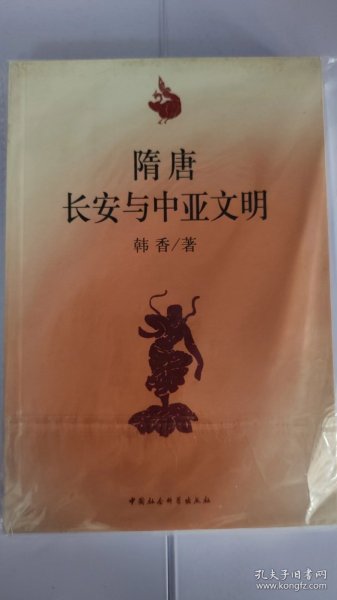 隋唐
长安与中亚文明
韩香/著
中国社会科学出版社
孔夫子旧书网
kongfz.com